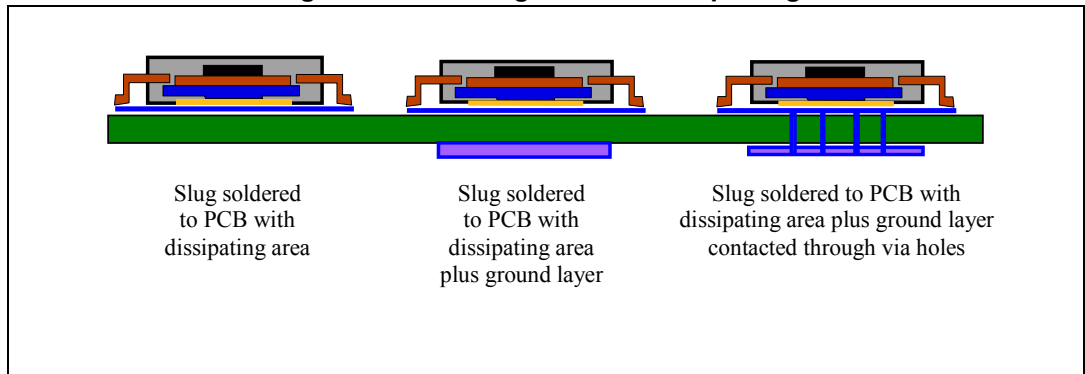 Slug soldered
to PCB with
dissipating area
Slug soldered
to PCB with
dissipating area
plus ground layer
Slug soldered to PCB with
dissipating area plus ground layer
contacted through via holes